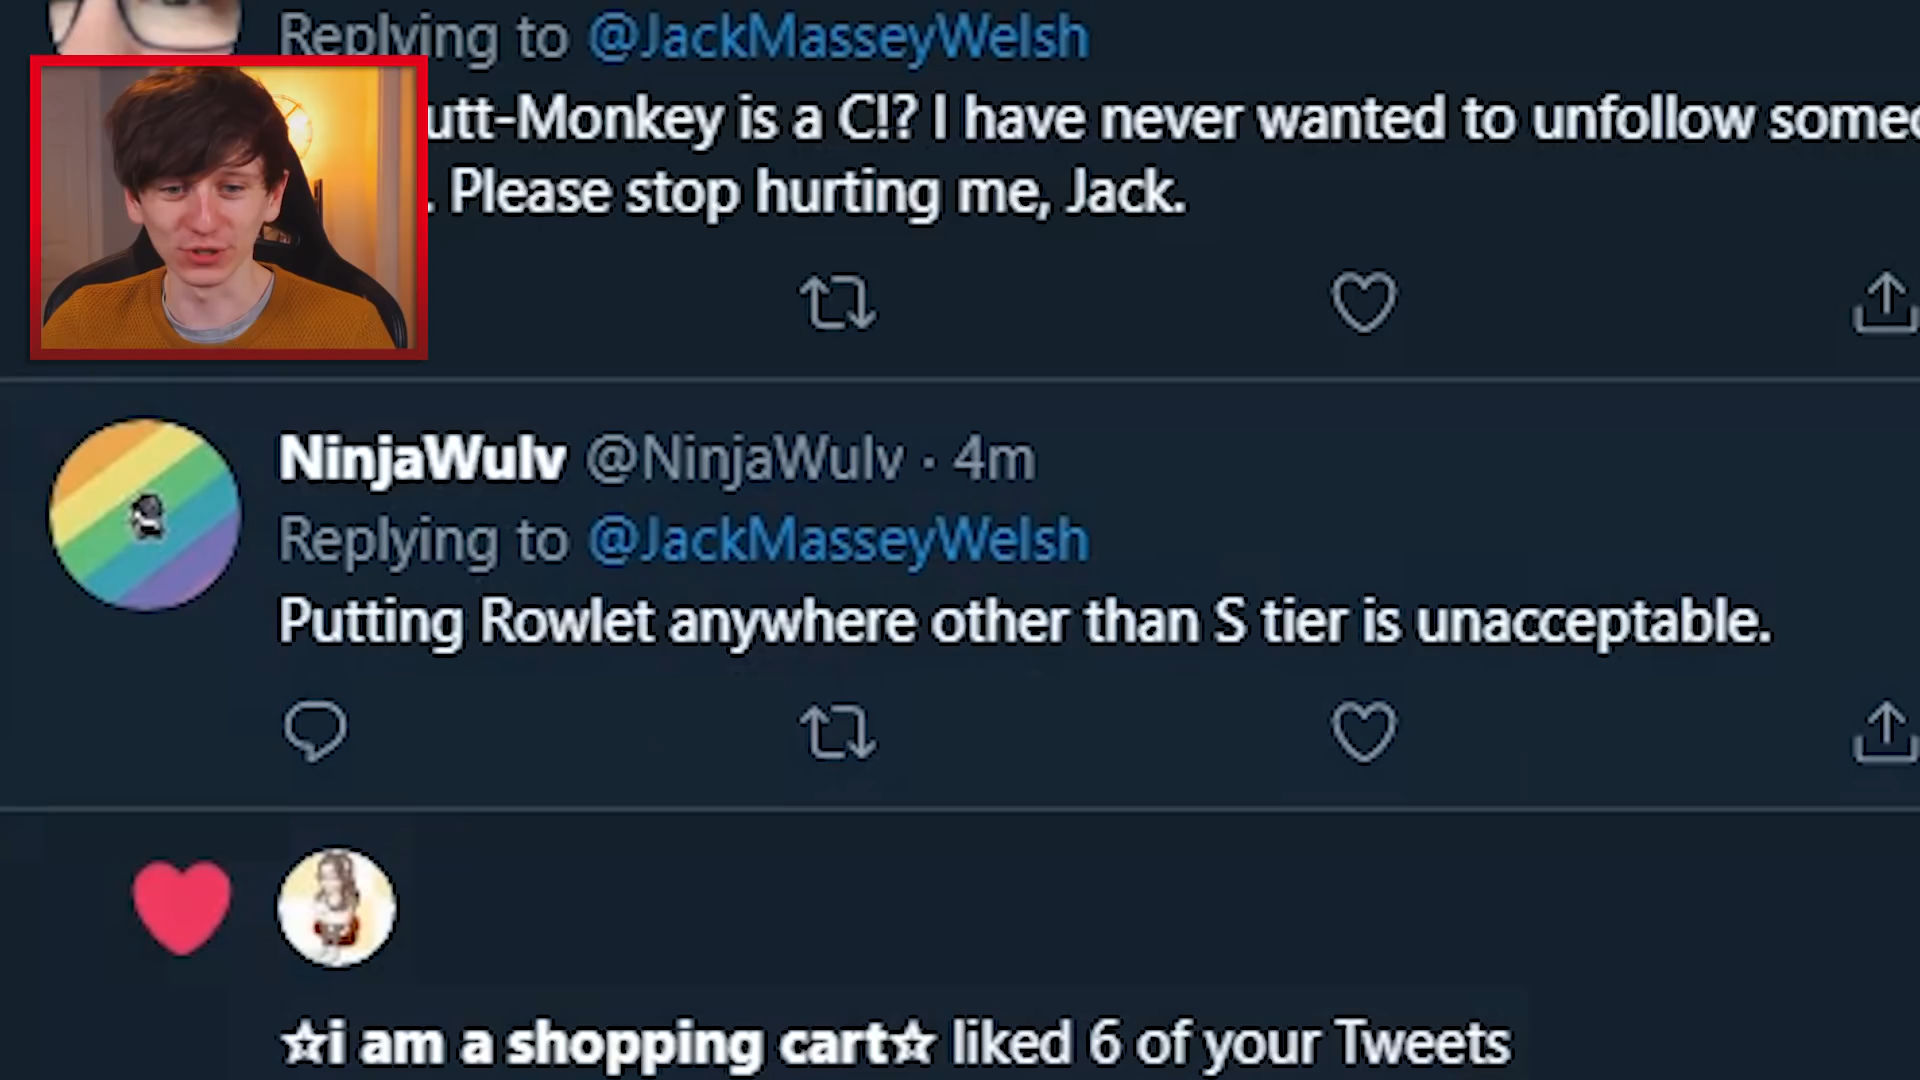 Replying to @JackMasseyWelsh
utt-Monkey is a C!? I have never wanted to unfollow
. Please stop hurting me, Jack.
NinjaWulv @NinjaWulv · 4m
Replying to @JackMasseyWelsh
Putting Rowlet anywhere other than S tier is unacceptable.
☆i am a shopping cart☆ liked 6 of your Tweets